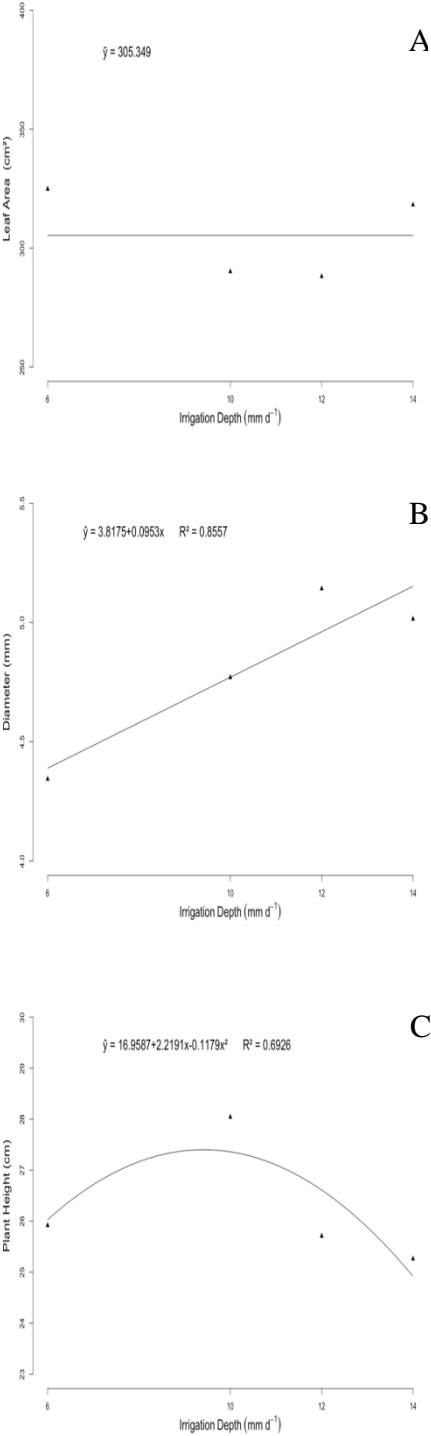 A
ŷ = 305.349
Leaf Area (cm²)
400
350
300
250
6 10 12 14
Irrigation Depth (mm d⁻¹)
B
ŷ = 3.8175+0.0953x R² = 0.8557
Diameter (mm)
5.5
5.0
4.5
4.0
6 10 12 14
Irrigation Depth (mm d⁻¹)
C
ŷ = 16.9587+2.2191x-0.1179x² R² = 0.6926
Plant Height (cm)
30
29
28
27
26
25
24
23
6 10 12 14
Irrigation Depth (mm d⁻¹)